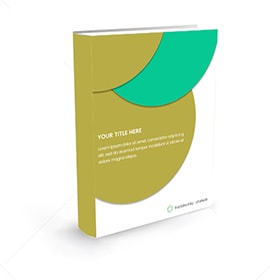 YOUR TITLE HERE
Lorem ipsum dolor sit amet, consectetur adipiscing
elit, sed do eiusmod tempor incididunt ut labore et
dolore magna aliqua.